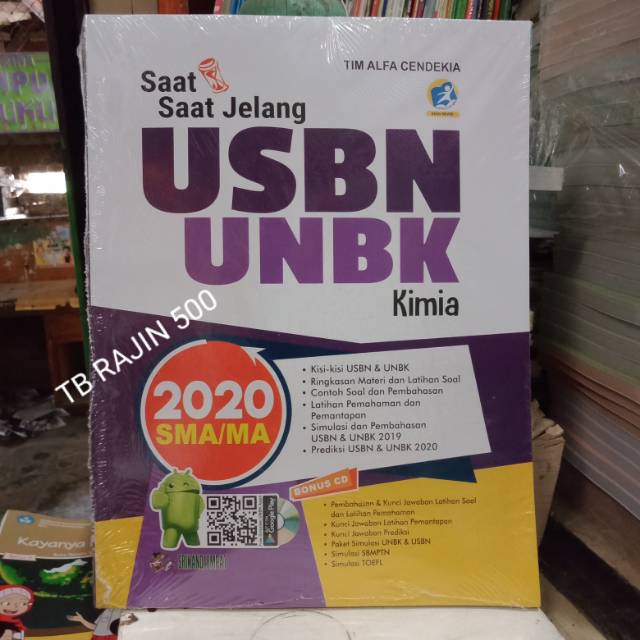 TIM ALFA CENDEKIA
Saat
Saat Jelang
USBN
UNBK
Kimia
TB RAJIN 500
2020
SMA/MA
• Kisi-kisi USBN & UNBK
• Ringkasan Materi dan Latihan Soal
• Contoh Soal dan Pembahasan
• Latihan Pemahaman dan
Pemantapan
• Simulasi dan Pembahasan
USBN & UNBK 2019
• Prediksi USBN & UNBK 2020
BONUS CD
• Pembahasan & Kunci Jawaban Latihan Soal
dan Latihan Pemahaman
• Kunci Jawaban Latihan Pemantapan
• Kunci Jawaban Prediksi
• Paket Simulasi UNBK & USBN
• Simulasi SBMPTN
• Simulasi TOEFL
Google Play
Kayanya